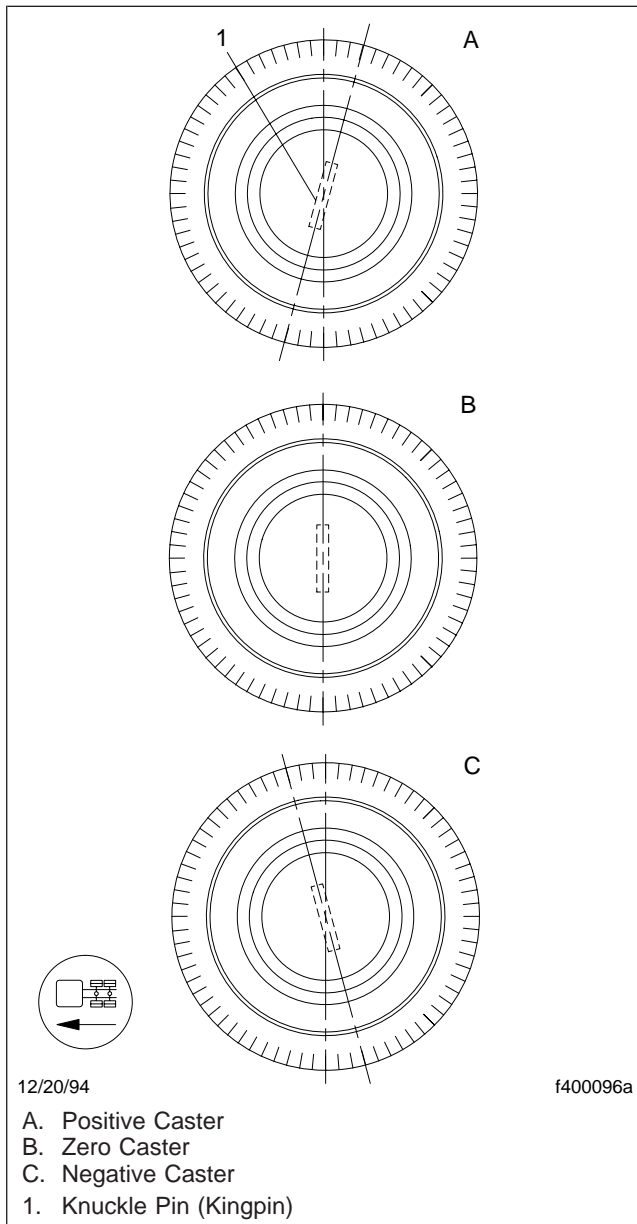 1
A
B
C
12/20/94
f400096a
A. Positive Caster
B. Zero Caster
C. Negative Caster
1. Knuckle Pin (Kingpin)